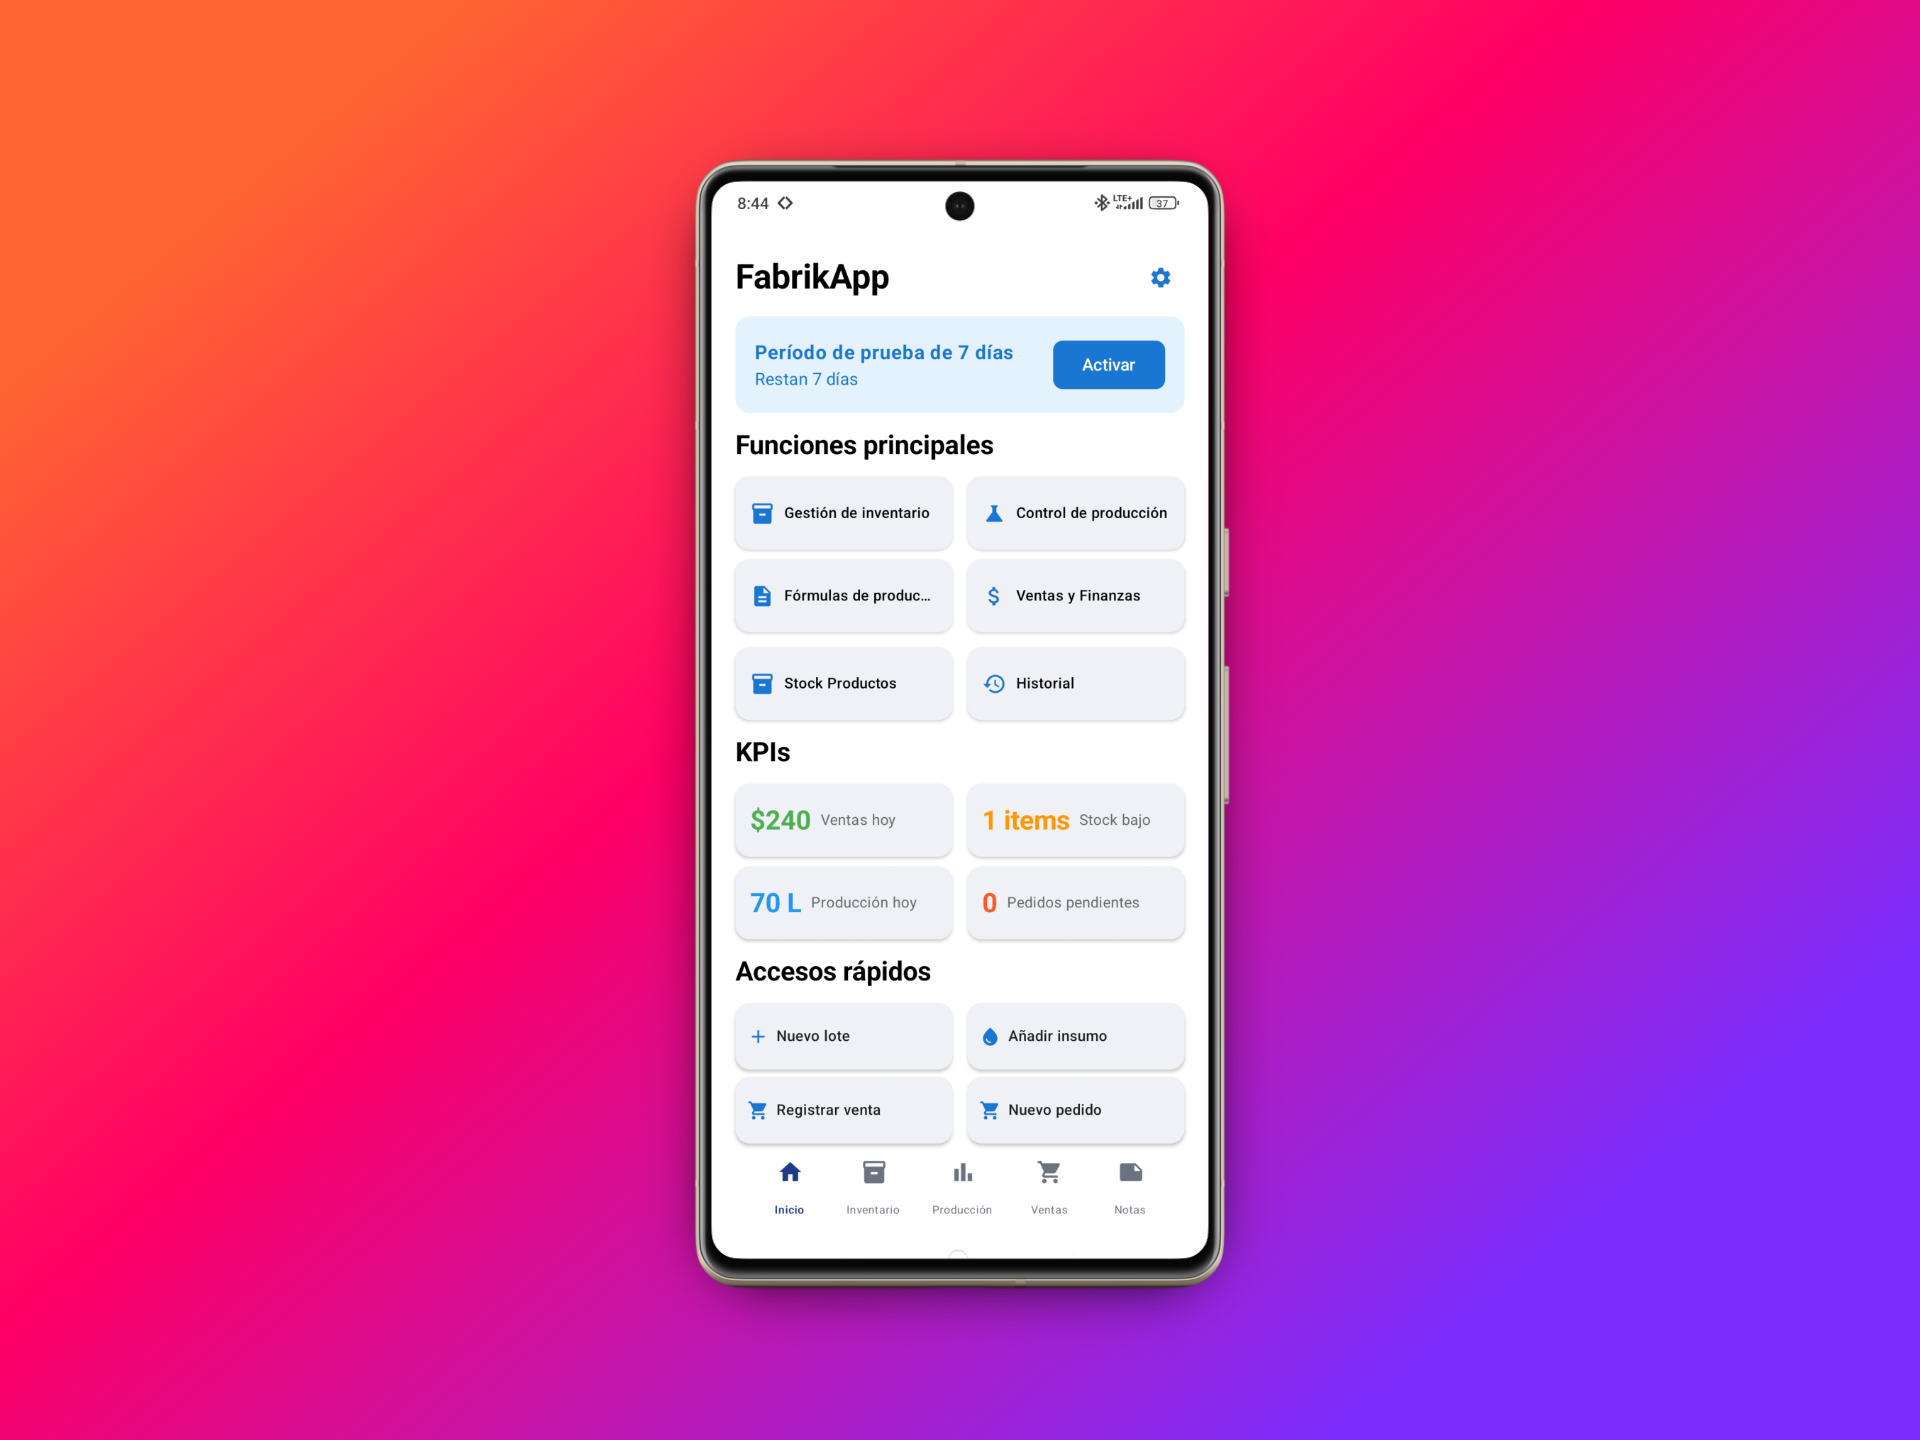 8:44
LTE+
37
FabrikApp
Período de prueba de 7 días
Restan 7 días
Activar
Funciones principales
Gestión de inventario
Control de producción
Fórmulas de produc...
Ventas y Finanzas
Stock Productos
Historial
KPIs
$240 Ventas hoy
1 items Stock bajo
70 L Producción hoy
0 Pedidos pendientes
Accesos rápidos
Nuevo lote
Añadir insumo
Registrar venta
Nuevo pedido
Inicio
Inventario
Producción
Ventas
Notas